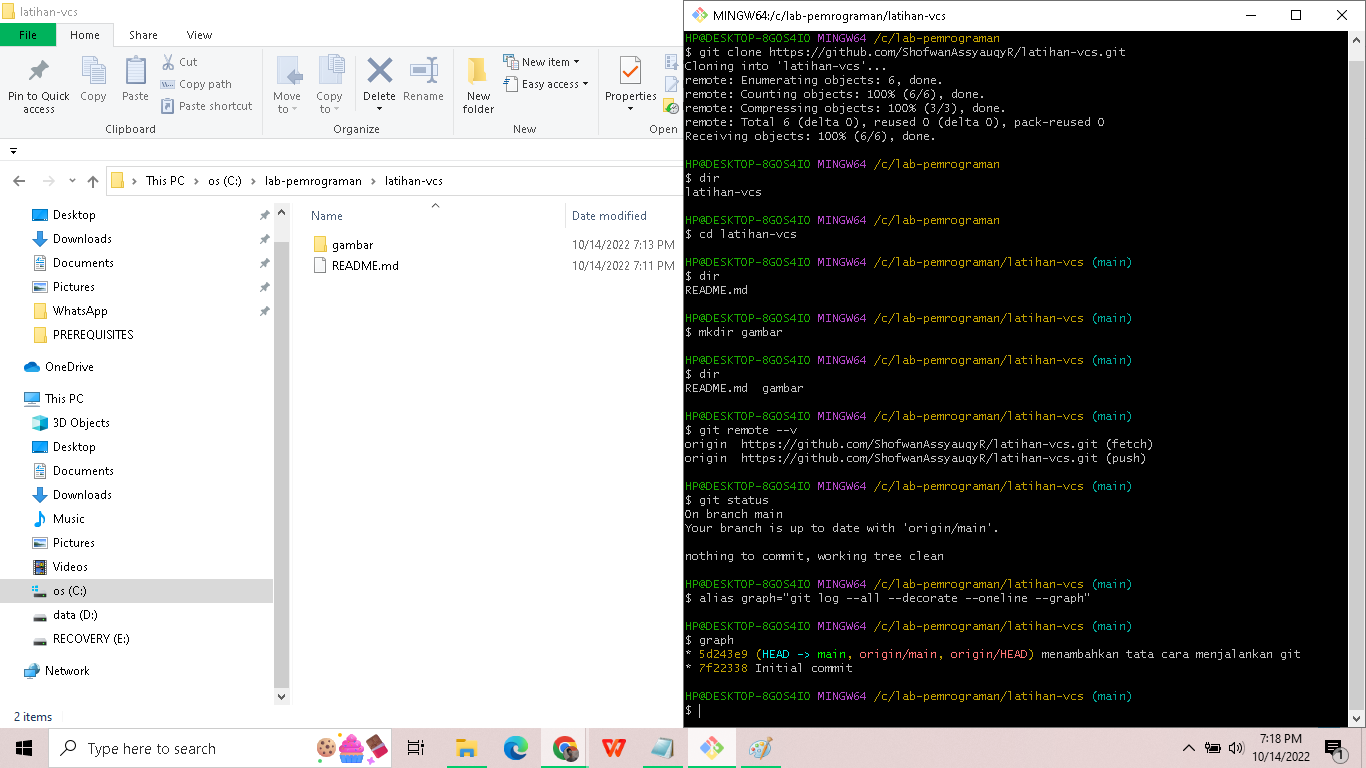 latihan-vcs
File Home Share View
Pin to Quick access
Copy
Paste
Cut
Copy path
Paste shortcut
Clipboard
Move to
Copy to
Delete
Rename
Organize
New folder
New item
Easy access
New
Properties
Open
This PC > os (C:) > lab-pemrograman > latihan-vcs
Desktop
Downloads
Documents
Pictures
WhatsApp
PREREQUISITES
OneDrive
This PC
3D Objects
Desktop
Documents
Downloads
Music
Pictures
Videos
os (C:)
data (D:)
RECOVERY (E:)
Network
Name Date modified
gambar 10/14/2022 7:13 PM
README.md 10/14/2022 7:11 PM
2 items
MINGW64:/c/lab-pemrograman/latihan-vcs
HP@DESKTOP-8GOS4IO MINGW64 /c/lab-pemrograman
$ git clone https://github.com/ShofwanAssyauqyR/latihan-vcs.git
Cloning into 'latihan-vcs'...
remote: Enumerating objects: 6, done.
remote: Counting objects: 100% (6/6), done.
remote: Compressing objects: 100% (3/3), done.
remote: Total 6 (delta 0), reused 0 (delta 0), pack-reused 0
Receiving objects: 100% (6/6), done.
HP@DESKTOP-8GOS4IO MINGW64 /c/lab-pemrograman
$ dir
latihan-vcs
HP@DESKTOP-8GOS4IO MINGW64 /c/lab-pemrograman
$ cd latihan-vcs
HP@DESKTOP-8GOS4IO MINGW64 /c/lab-pemrograman/latihan-vcs (main)
$ dir
README.md
HP@DESKTOP-8GOS4IO MINGW64 /c/lab-pemrograman/latihan-vcs (main)
$ mkdir gambar
HP@DESKTOP-8GOS4IO MINGW64 /c/lab-pemrograman/latihan-vcs (main)
$ dir
README.md  gambar
HP@DESKTOP-8GOS4IO MINGW64 /c/lab-pemrograman/latihan-vcs (main)
$ git remote --v
origin  https://github.com/ShofwanAssyauqyR/latihan-vcs.git (fetch)
origin  https://github.com/ShofwanAssyauqyR/latihan-vcs.git (push)
HP@DESKTOP-8GOS4IO MINGW64 /c/lab-pemrograman/latihan-vcs (main)
$ git status
On branch main
Your branch is up to date with 'origin/main'.
nothing to commit, working tree clean
HP@DESKTOP-8GOS4IO MINGW64 /c/lab-pemrograman/latihan-vcs (main)
$ alias graph="git log --all --decorate --oneline --graph"
HP@DESKTOP-8GOS4IO MINGW64 /c/lab-pemrograman/latihan-vcs (main)
$ graph
* 5d243e9 (HEAD -> main, origin/main, origin/HEAD) menambahkan tata cara menjalankan git
* 7f22338 Initial commit
HP@DESKTOP-8GOS4IO MINGW64 /c/lab-pemrograman/latihan-vcs (main)
$
Type here to search
7:18 PM
10/14/2022
1